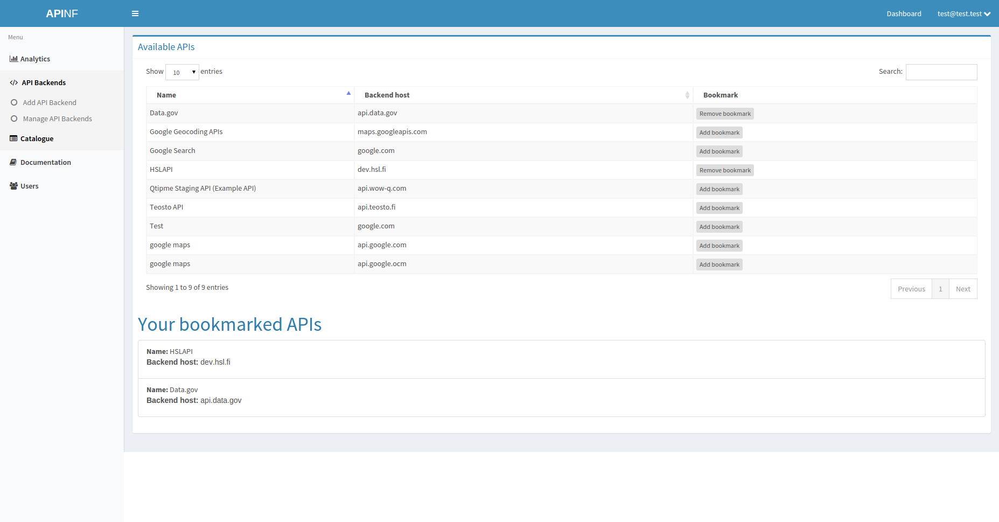 APINF
Dashboard test@test.test
Menu
Analytics
API Backends
Add API Backend
Manage API Backends
Catalogue
Documentation
Users
Available APIs
Show 10 entries Search:
Name Backend host Bookmark
Data.gov api.data.gov Remove bookmark
Google Geocoding APIs maps.googleapis.com Add bookmark
Google Search google.com Add bookmark
HSLAPI dev.hsl.fi Remove bookmark
Qtipme Staging API (Example API) api.wow-q.com Add bookmark
Teosto API api.teosto.fi Add bookmark
Test google.com Add bookmark
google maps api.google.com Add bookmark
google maps api.google.ocm Add bookmark
Showing 1 to 9 of 9 entries Previous 1 Next
Your bookmarked APIs
Name: HSLAPI
Backend host: dev.hsl.fi
Name: Data.gov
Backend host: api.data.gov